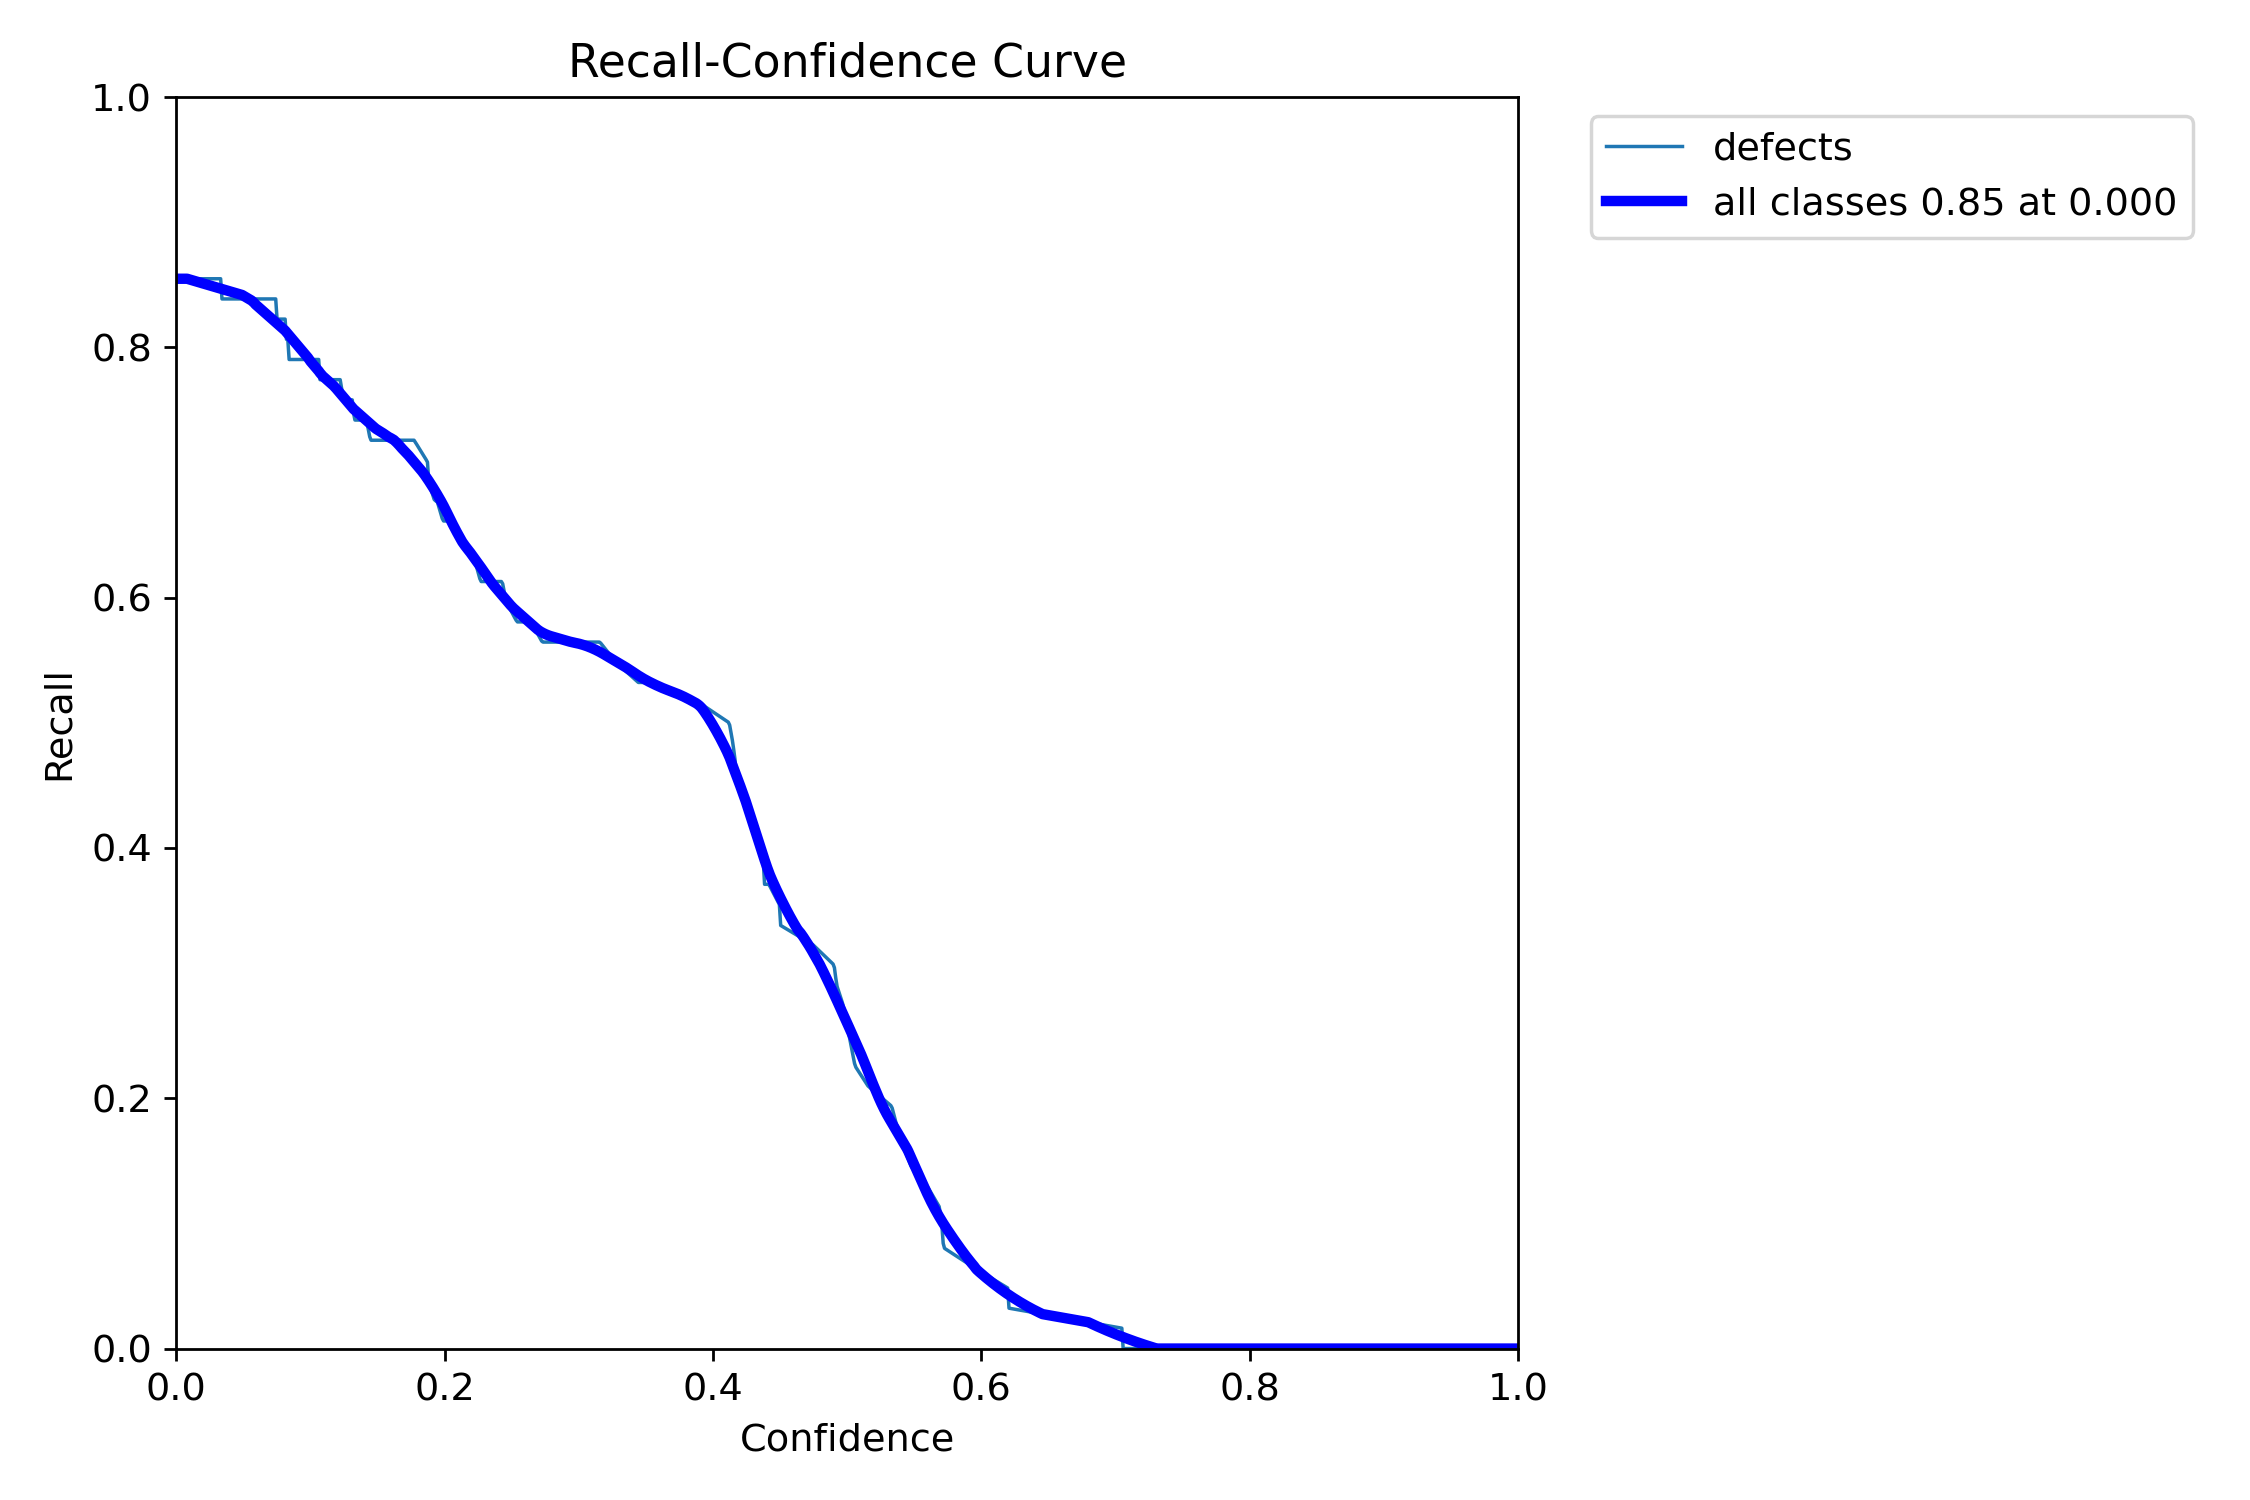 Recall-Confidence Curve
1.0
0.8
0.6
0.4
0.2
0.0
Recall
0.0 0.2 0.4 0.6 0.8 1.0
Confidence
defects
all classes 0.85 at 0.000